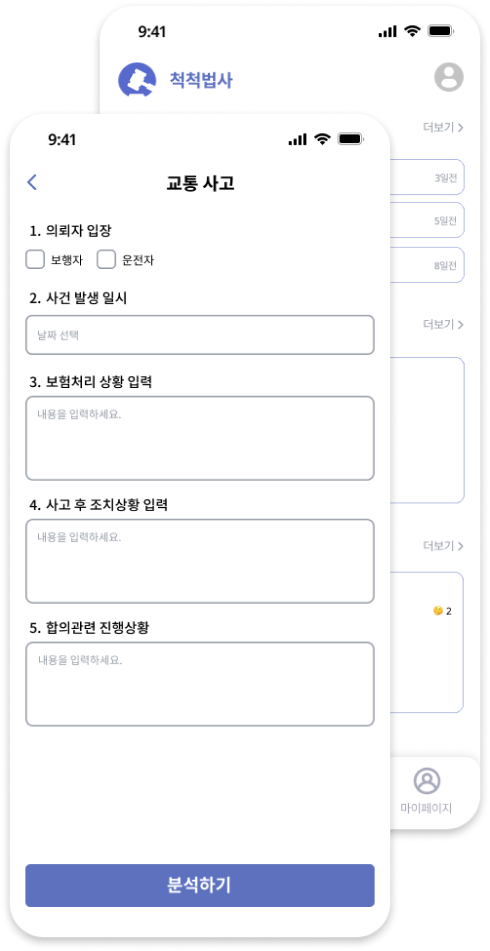 9:41
척척법사
더보기
3일전
5일전
8일전
더보기
더보기
2
마이페이지
9:41
교통 사고
1. 의뢰자 입장
보행자 운전자
2. 사건 발생 일시
날짜 선택
3. 보험처리 상황 입력
내용을 입력하세요.
4. 사고 후 조치상황 입력
내용을 입력하세요.
5. 합의관련 진행상황
내용을 입력하세요.
분석하기